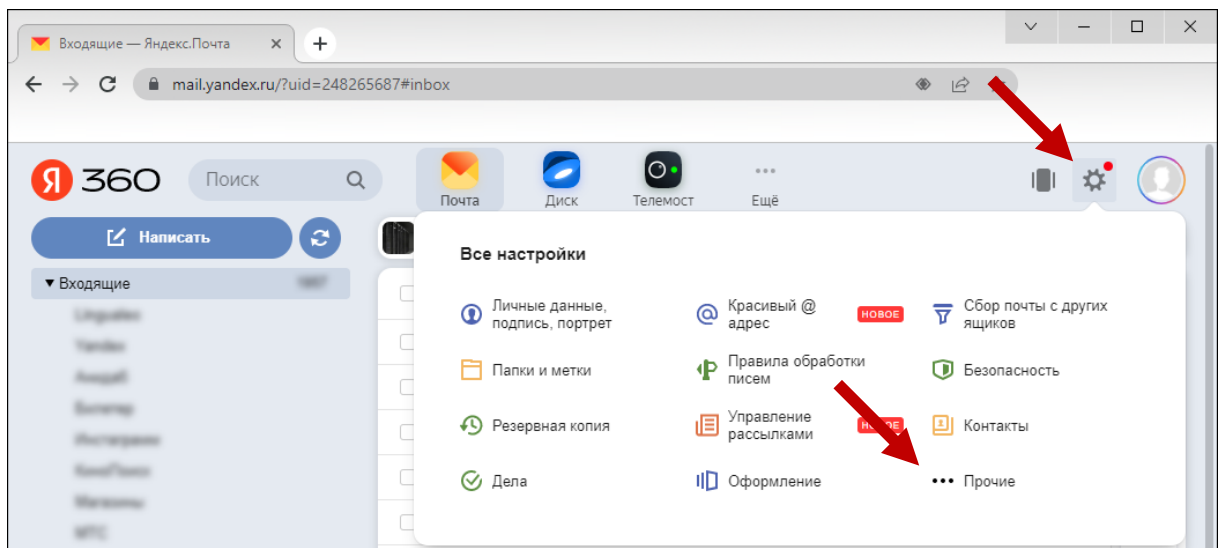 Входящие — Яндекс.Почта
mail.yandex.ru/?uid=248265687#inbox
Я 360
Поиск
Почта
Диск
Телемост
Ещё
Написать
Входящие
Все настройки
Личные данные,
подпись, портрет
Красивый @
адрес
НОВОЕ
Сбор почты с других
ящиков
Папки и метки
Правила обработки
писем
Безопасность
Резервная копия
Управление
рассылками
НОВОЕ
Контакты
Дела
Оформление
Прочие